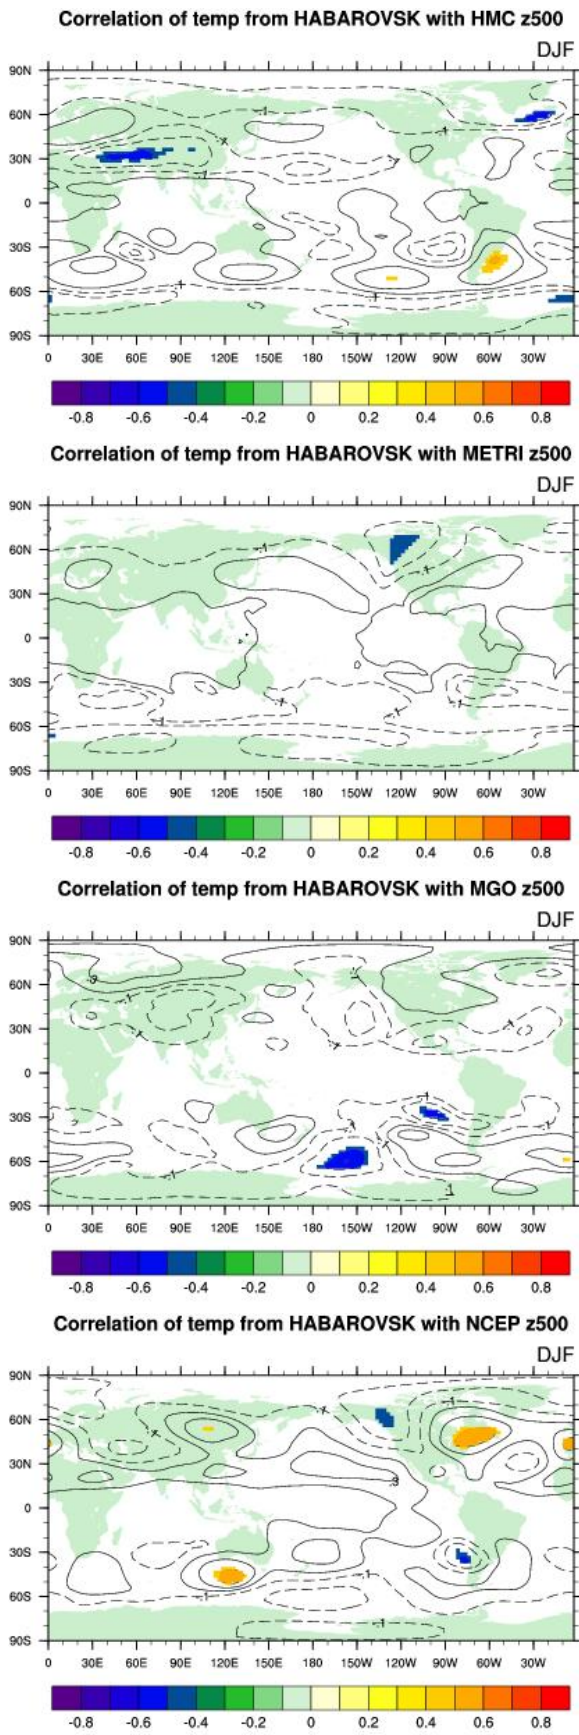 Correlation of temp from HABAROVSK with HMC z500
DJF
90N
60N
30N
0
30S
60S
90S
0 30E 60E 90E 120E 150E 180 150W 120W 90W 60W 30W
-0.8 -0.6 -0.4 -0.2 0 0.2 0.4 0.6 0.8
Correlation of temp from HABAROVSK with METRI z500
DJF
90N
60N
30N
0
30S
60S
90S
0 30E 60E 90E 120E 150E 180 150W 120W 90W 60W 30W
-0.8 -0.6 -0.4 -0.2 0 0.2 0.4 0.6 0.8
Correlation of temp from HABAROVSK with MGO z500
DJF
90N
60N
30N
0
30S
60S
90S
0 30E 60E 90E 120E 150E 180 150W 120W 90W 60W 30W
-0.8 -0.6 -0.4 -0.2 0 0.2 0.4 0.6 0.8
Correlation of temp from HABAROVSK with NCEP z500
DJF
90N
60N
30N
0
30S
60S
90S
0 30E 60E 90E 120E 150E 180 150W 120W 90W 60W 30W
-0.8 -0.6 -0.4 -0.2 0 0.2 0.4 0.6 0.8